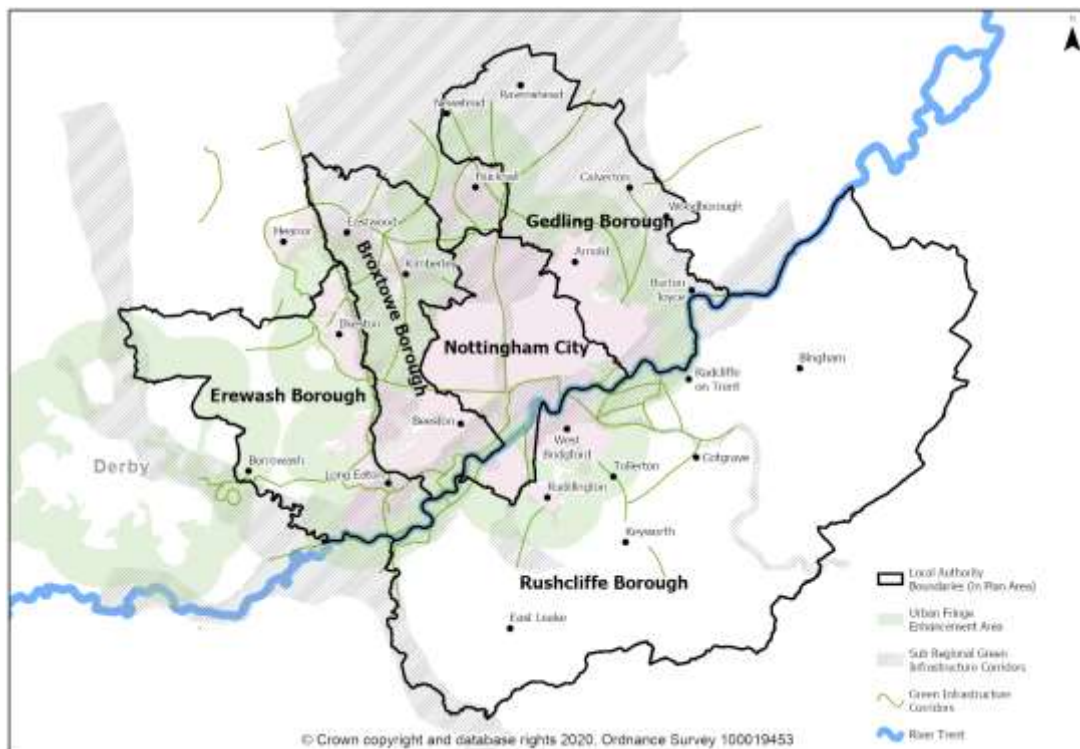 N
Ravenshead
Newstead
Hucknall
Calverton
Woodborough
Gedling Borough
Eastwood
Heanor
Arnold
Kimberley
Broxtowe Borough
Burton
Joyce
Ilkeston
Nottingham City
Bingham
Radcliffe
on Trent
Erewash Borough
Beeston
West
Bridgford
Derby
Borrowash
Long Eaton
Tollerton
Cotgrave
Ruddington
Keyworth
Rushcliffe Borough
East Leake
Local Authority
Boundaries (In Plan Area)
Urban Fringe
Enhancement Area
Sub Regional Green
Infrastructure Corridors
Green Infrastructure
Corridors
River Trent
© Crown copyright and database rights 2020. Ordnance Survey 100019453